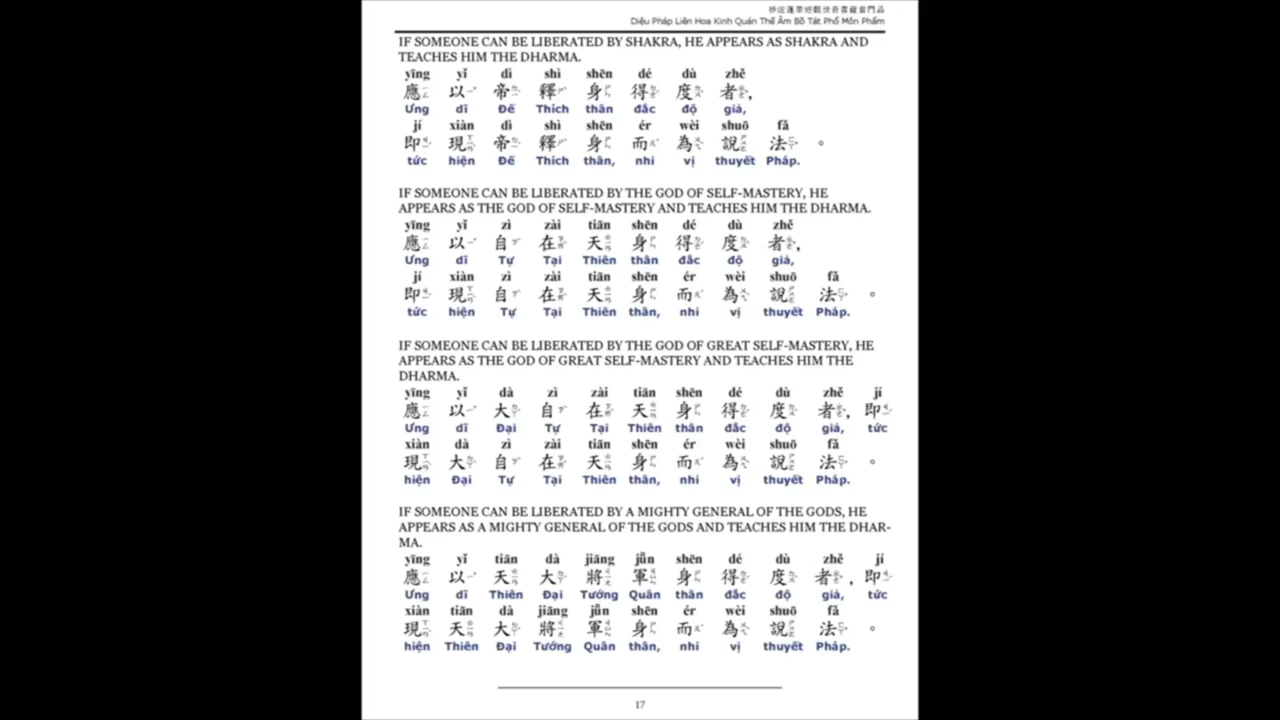 妙法蓮華經觀世音菩薩普門品
Diệu Pháp Liên Hoa Kinh Quán Thế Âm Bồ Tát Phổ Môn Phẩm
IF SOMEONE CAN BE LIBERATED BY SHAKRA, HE APPEARS AS SHAKRA AND
TEACHES HIM THE DHARMA.
yīng yǐ dì shì shēn dé dù zhě
應以帝釋身得度者,
Ưng dĩ Đế Thích thân đắc độ giả,
jí xiàn dì shì shēn ér wèi shuō fǎ
即現帝釋身而為說法。
tức hiện Đế Thích thân, nhi vị thuyết Pháp.
IF SOMEONE CAN BE LIBERATED BY THE GOD OF SELF-MASTERY, HE
APPEARS AS THE GOD OF SELF-MASTERY AND TEACHES HIM THE DHARMA.
yīng yǐ zì zài tiān shēn dé dù zhě
應以自在天身得度者,
Ưng dĩ Tự Tại Thiên thân đắc độ giả,
jí xiàn zì zài tiān shēn ér wèi shuō fǎ
即現自在天身而為說法。
tức hiện Tự Tại Thiên thân, nhi vị thuyết Pháp.
IF SOMEONE CAN BE LIBERATED BY THE GOD OF GREAT SELF-MASTERY, HE
APPEARS AS THE GOD OF GREAT SELF-MASTERY AND TEACHES HIM THE
DHARMA.
yīng yǐ dà zì zài tiān shēn dé dù zhě jí
應以大自在天身得度者,即
Ưng dĩ Đại Tự Tại Thiên thân đắc độ giả, tức
xiàn dà zì zài tiān shēn ér wèi shuō fǎ
現大自在天身而為說法。
hiện Đại Tự Tại Thiên thân, nhi vị thuyết Pháp.
IF SOMEONE CAN BE LIBERATED BY A MIGHTY GENERAL OF THE GODS, HE
APPEARS AS A MIGHTY GENERAL OF THE GODS AND TEACHES HIM THE DHAR-
MA.
yīng yǐ tiān dà jiāng jǖn shēn dé dù zhě jí
應以天大將軍身得度者,即
Ưng dĩ Thiên Đại Tướng Quân thân đắc độ giả, tức
xiàn tiān dà jiāng jǖn shēn ér wèi shuō fǎ
現天大將軍身而為說法。
hiện Thiên Đại Tướng Quân thân, nhi vị thuyết Pháp.
17